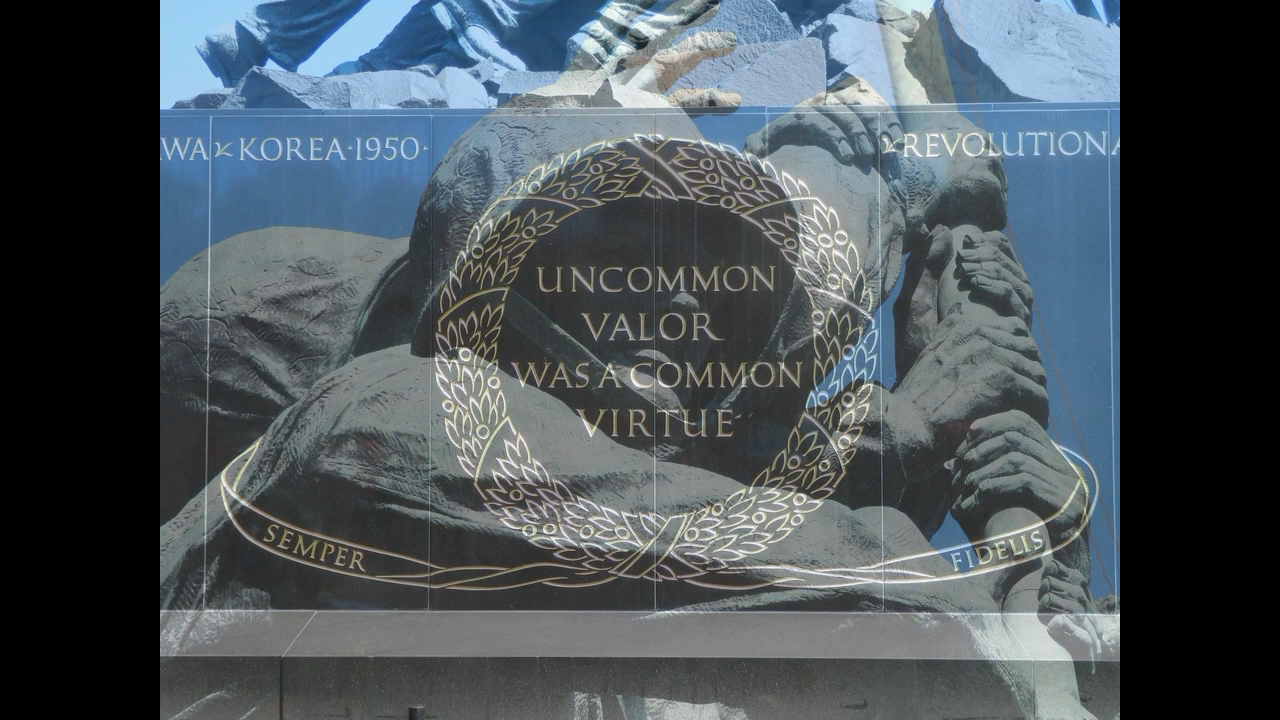 WA KOREA·1950·
REVOLUTIONA
UNCOMMON
VALOR
WAS A COMMON
VIRTUE
SEMPER
FIDELIS